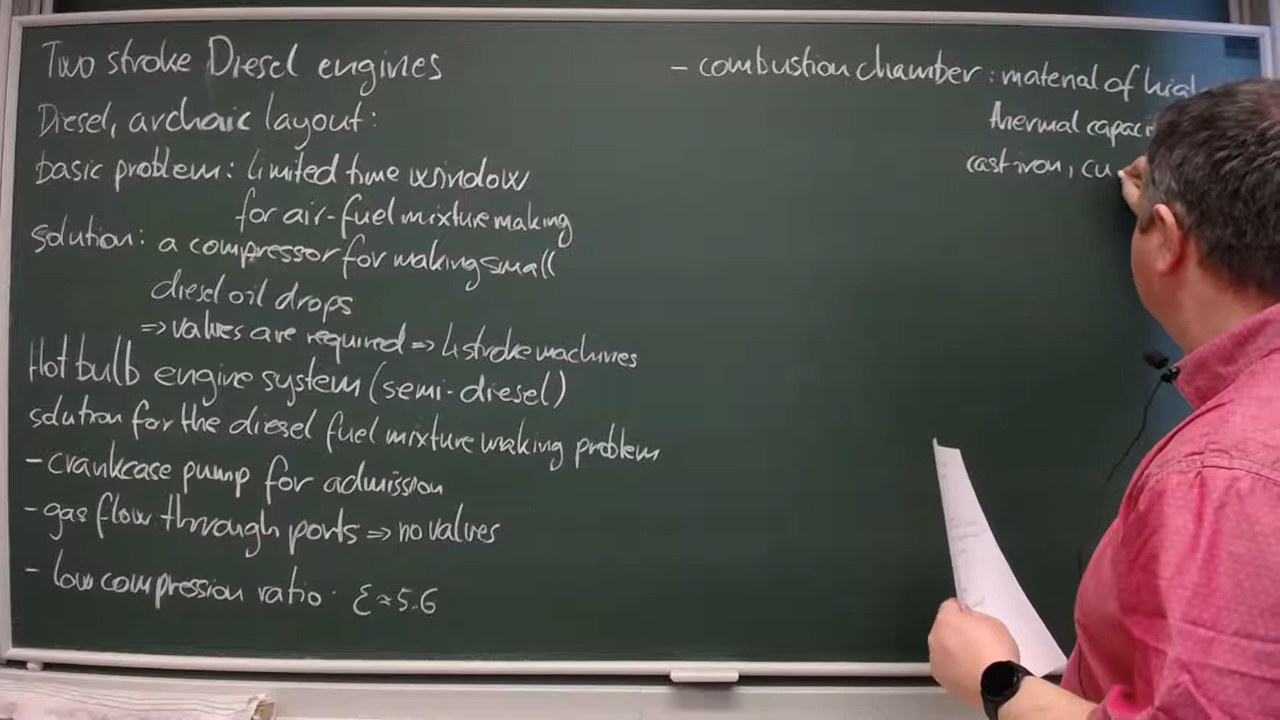 Two stroke Diesel engines
Diesel, archaic layout:
basic problem: limited time window
for air-fuel mixture making
solution: a compressor for making small
diesel oil drops
=> valves are required => 4 stroke machines
Hot bulb engine system (semi-diesel)
solution for the diesel fuel mixture making problem
- crankcase pump for admission
- gas flow through ports => no valves
- low compression ratio: ε≈5..6
- combustion chamber: material of high
thermal capaci
cast iron, cu